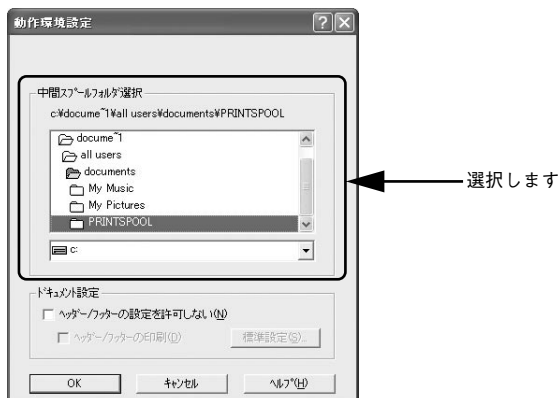 動作環境設定
中間ｽﾌﾟｰﾙﾌｫﾙﾀﾞ選択
c:¥docume~1¥all users¥documents¥PRINTSPOOL
docume~1
all users
documents
My Music
My Pictures
PRINTSPOOL
c:
選択します
ﾄﾞｷｭﾒﾝﾄ設定
ﾍｯﾀﾞｰ/ﾌｯﾀｰの設定を許可しない(N)
ﾍｯﾀﾞｰ/ﾌｯﾀｰの印刷(O)
標準設定(S)...
OK
ｷｬﾝｾﾙ
ﾍﾙﾌﾟ(H)